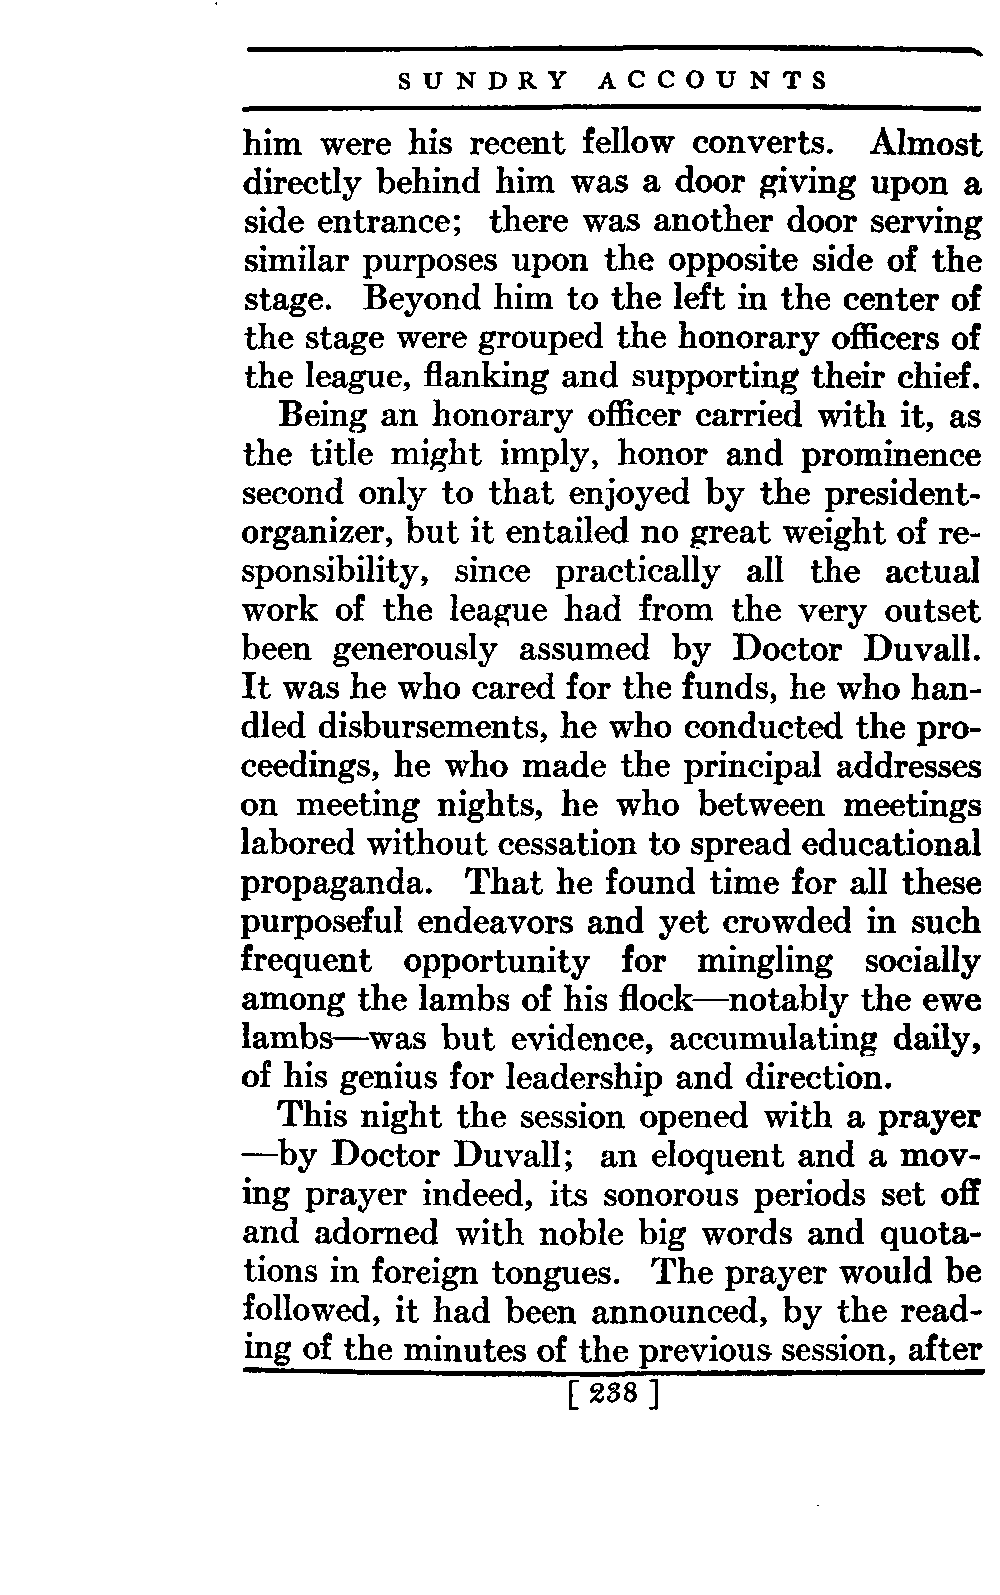 SUNDRY ACCOUNTS
him were his recent fellow converts. Almost
directly behind him was a door giving upon a
side entrance; there was another door serving
similar purposes upon the opposite side of the
stage. Beyond him to the left in the center of
the stage were grouped the honorary officers of
the league, flanking and supporting their chief.
Being an honorary officer carried with it, as
the title might imply, honor and prominence
second only to that enjoyed by the president-
organizer, but it entailed no great weight of re-
sponsibility, since practically all the actual
work of the league had from the very outset
been generously assumed by Doctor Duvall.
It was he who cared for the funds, he who han-
dled disbursements, he who conducted the pro-
ceedings, he who made the principal addresses
on meeting nights, he who between meetings
labored without cessation to spread educational
propaganda. That he found time for all these
purposeful endeavors and yet crowded in such
frequent opportunity for mingling socially
among the lambs of his flock—notably the ewe
lambs—was but evidence, accumulating daily,
of his genius for leadership and direction.
This night the session opened with a prayer
—by Doctor Duvall; an eloquent and a mov-
ing prayer indeed, its sonorous periods set off
and adorned with noble big words and quota-
tions in foreign tongues. The prayer would be
followed, it had been announced, by the read-
ing of the minutes of the previous session, after
[ 238 ]